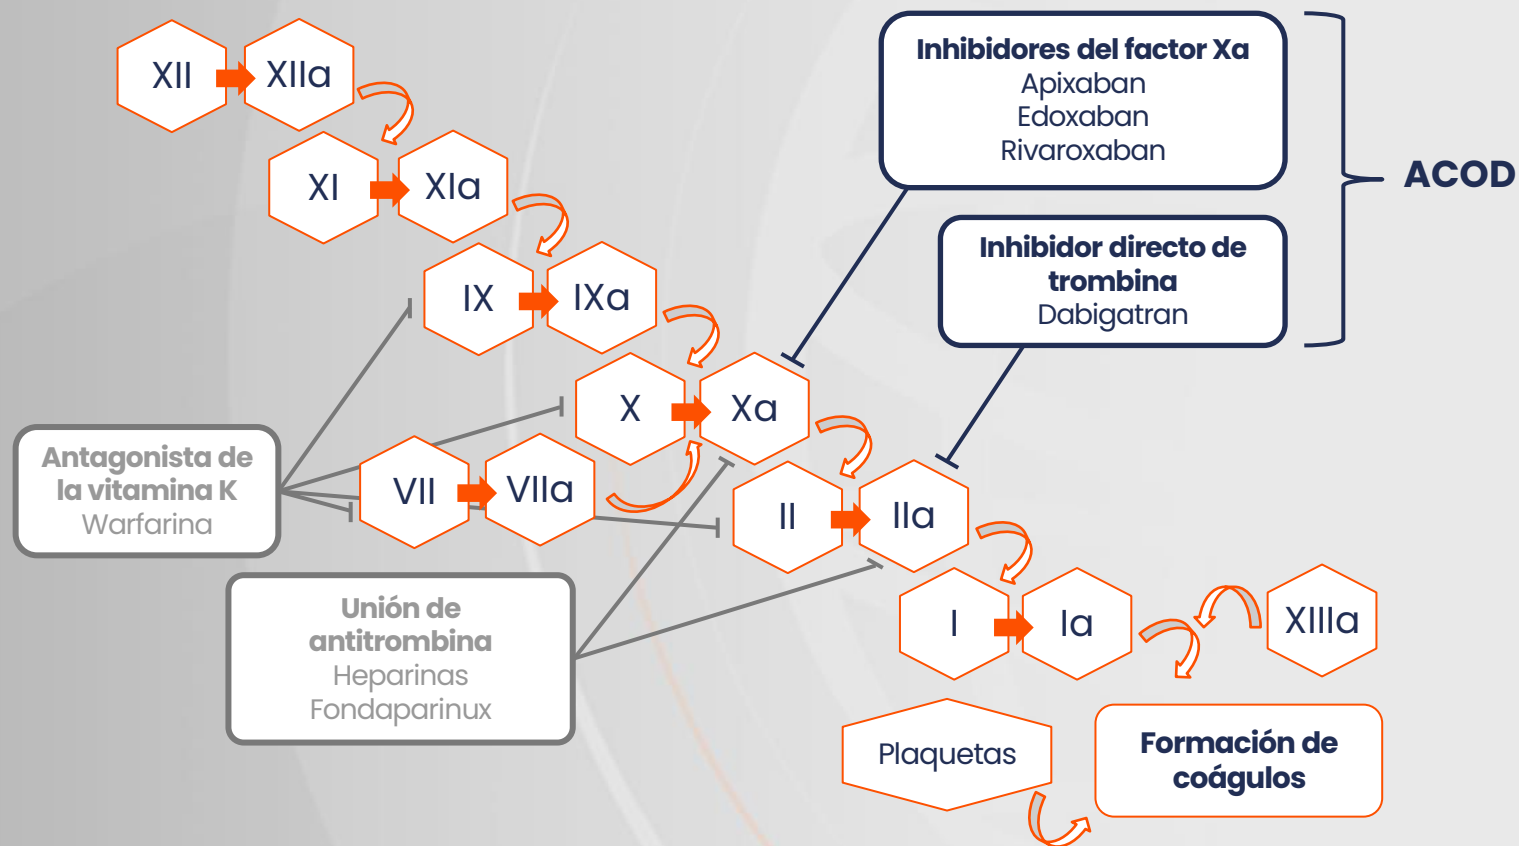 XII
XIIa
Inhibidores del factor Xa
Apixaban
Edoxaban
Rivaroxaban
ACOD
XI
XIa
Inhibidor directo de
trombina
Dabigatran
IX
IXa
X
Xa
Antagonista de
la vitamina K
Warfarina
VII
VIIa
II
IIa
Unión de
antitrombina
Heparinas
Fondaparinux
I
Ia
XIIIa
Plaquetas
Formación de
coágulos